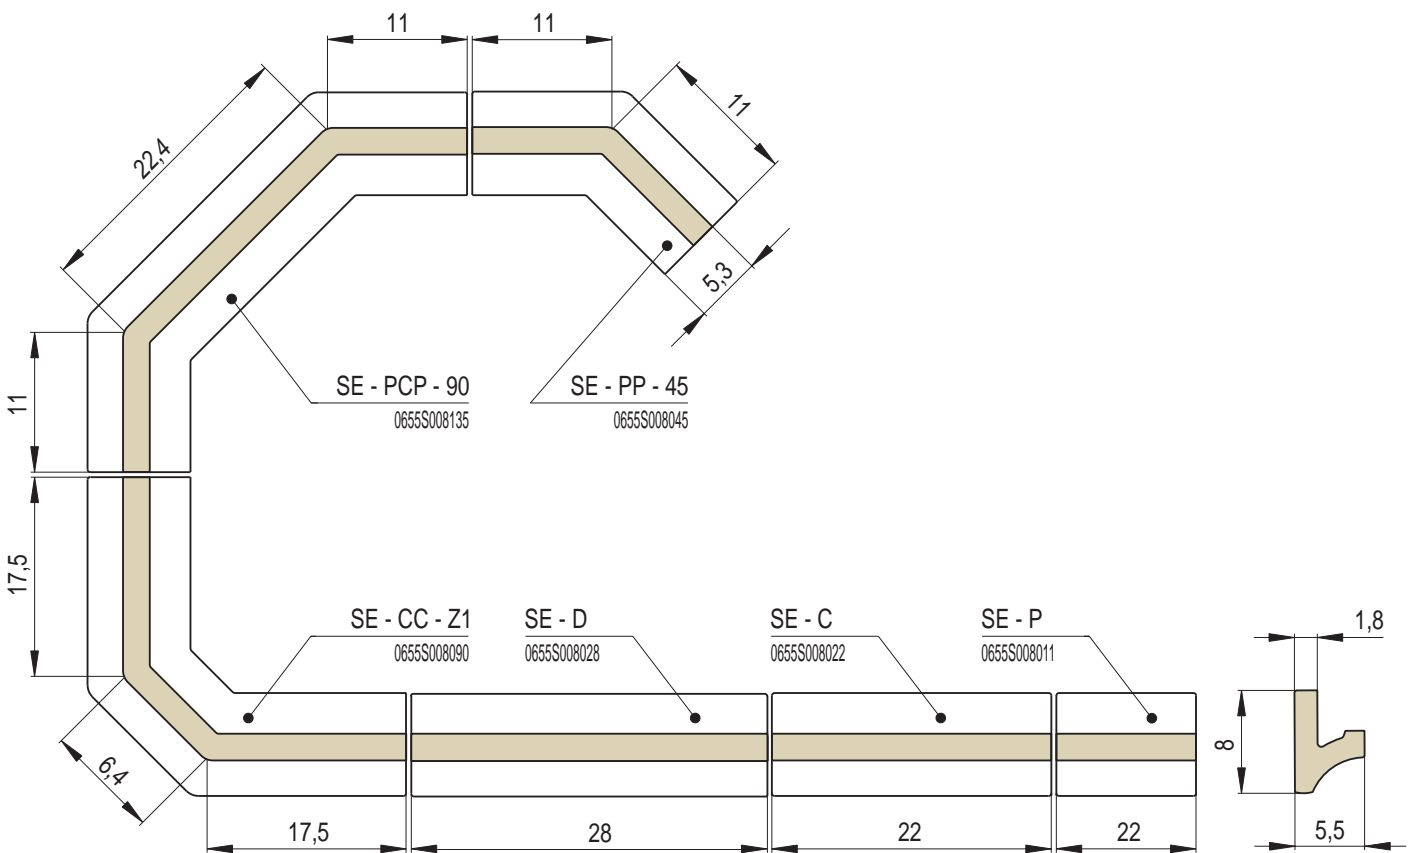 11
11
11
22,4
5,3
SE - PCP - 90
0655S008135
SE - PP - 45
0655S008045
11
17,5
SE - CC - Z1
0655S008090
SE - D
0655S008028
SE - C
0655S008022
SE - P
0655S008011
1,8
8
6,4
17,5
28
22
22
5,5